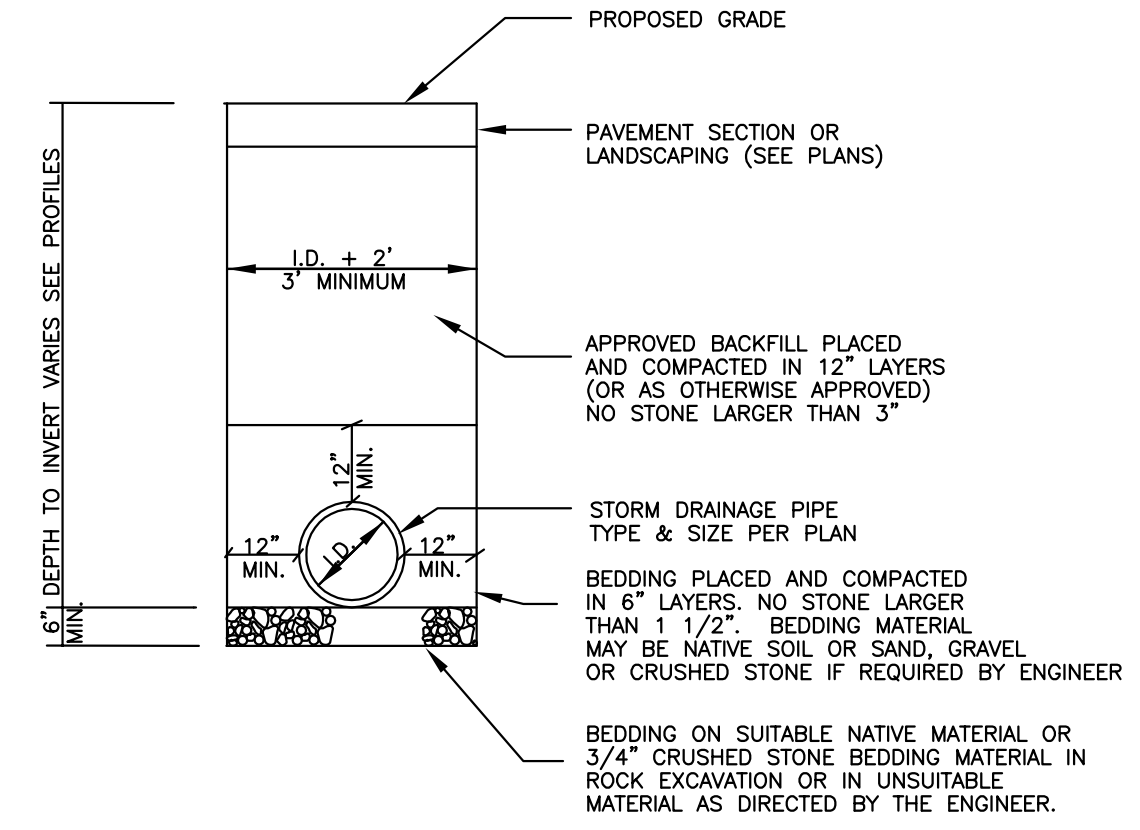 PROPOSED GRADE
PAVEMENT SECTION OR
LANDSCAPING (SEE PLANS)
6" DEPTH TO INVERT VARIES SEE PROFILES
MIN.
I.D. + 2'
3' MINIMUM
APPROVED BACKFILL PLACED
AND COMPACTED IN 12" LAYERS
(OR AS OTHERWISE APPROVED)
NO STONE LARGER THAN 3"
12"
MIN.
STORM DRAINAGE PIPE
TYPE & SIZE PER PLAN
12"
MIN.
I.D.
12"
MIN.
BEDDING PLACED AND COMPACTED
IN 6" LAYERS. NO STONE LARGER
THAN 1 1/2". BEDDING MATERIAL
MAY BE NATIVE SOIL OR SAND, GRAVEL
OR CRUSHED STONE IF REQUIRED BY ENGINEER
BEDDING ON SUITABLE NATIVE MATERIAL OR
3/4" CRUSHED STONE BEDDING MATERIAL IN
ROCK EXCAVATION OR IN UNSUITABLE
MATERIAL AS DIRECTED BY THE ENGINEER.